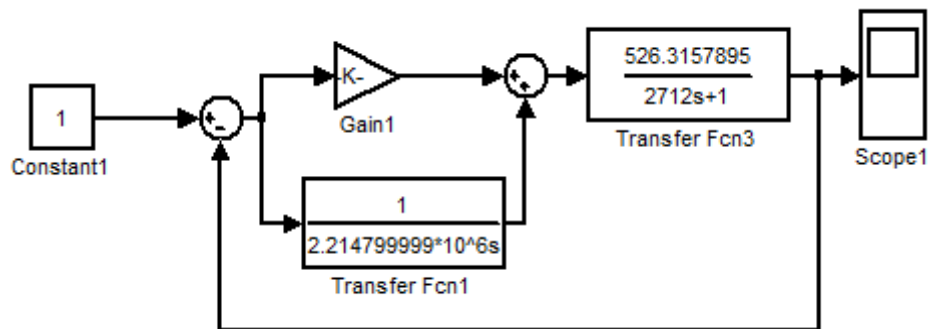 1
Constant1
-K-
Gain1
1
2.214799999*10^6s
Transfer Fcn1
526.3157895
2712s+1
Transfer Fcn3
Scope1